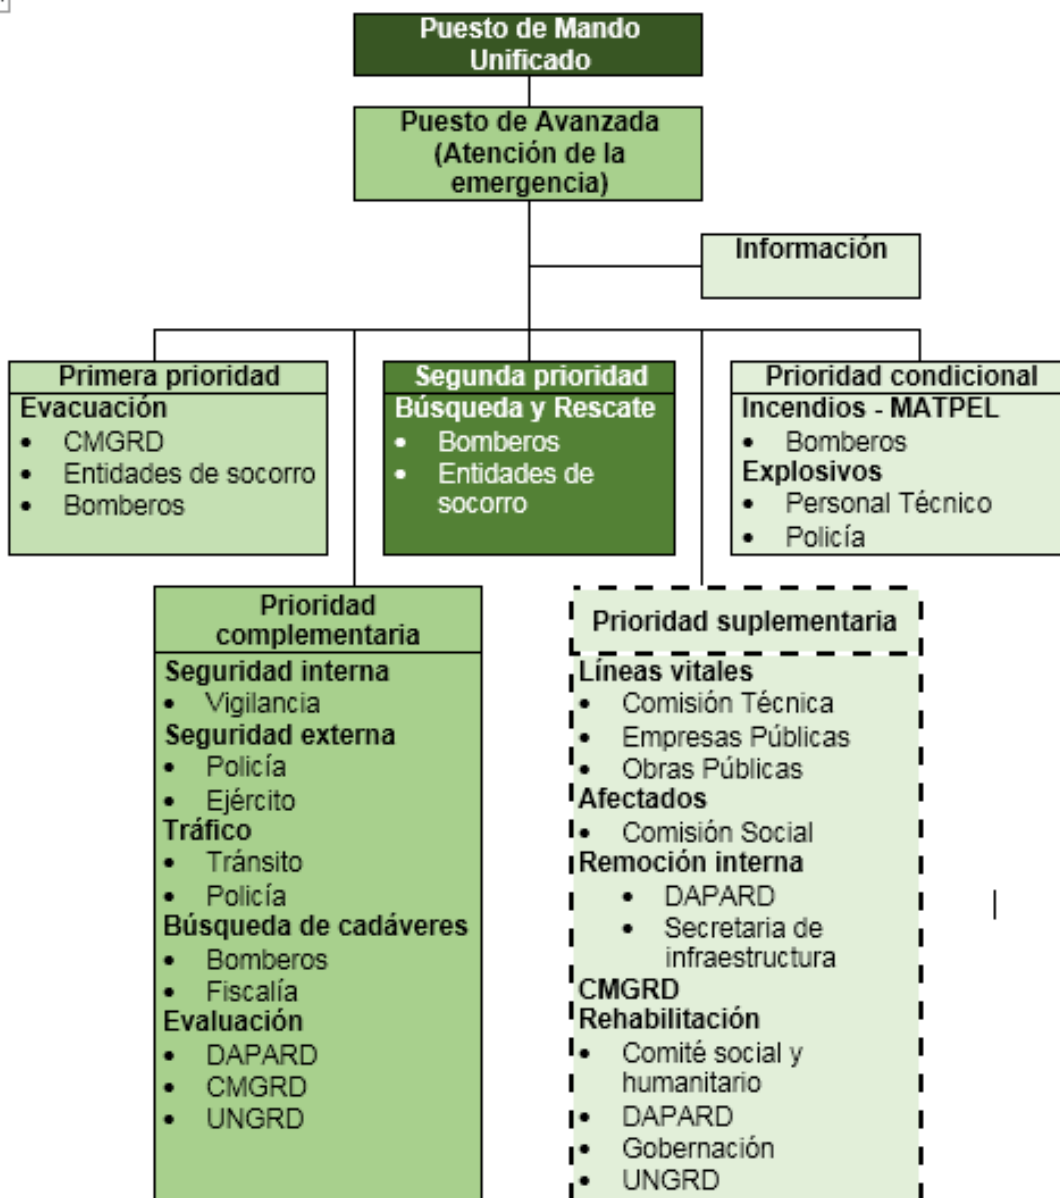 Puesto de Mando
Unificado
Puesto de Avanzada
(Atención de la
emergencia)
Información
Primera prioridad
Evacuación
• CMGRD
• Entidades de socorro
• Bomberos
Segunda prioridad
Búsqueda y Rescate
• Bomberos
• Entidades de
socorro
Prioridad condicional
Incendios - MATPEL
• Bomberos
Explosivos
• Personal Técnico
• Policía
Prioridad
complementaria
Seguridad interna
• Vigilancia
Seguridad externa
• Policía
• Ejército
Tráfico
• Tránsito
• Policía
Búsqueda de cadáveres
• Bomberos
• Fiscalía
Evaluación
• DAPARD
• CMGRD
• UNGRD
Prioridad suplementaria
Líneas vitales
• Comisión Técnica
• Empresas Públicas
• Obras Públicas
Afectados
• Comisión Social
Remoción interna
• DAPARD
• Secretaria de
infraestructura
CMGRD
Rehabilitación
• Comité social y
humanitario
• DAPARD
• Gobernación
• UNGRD